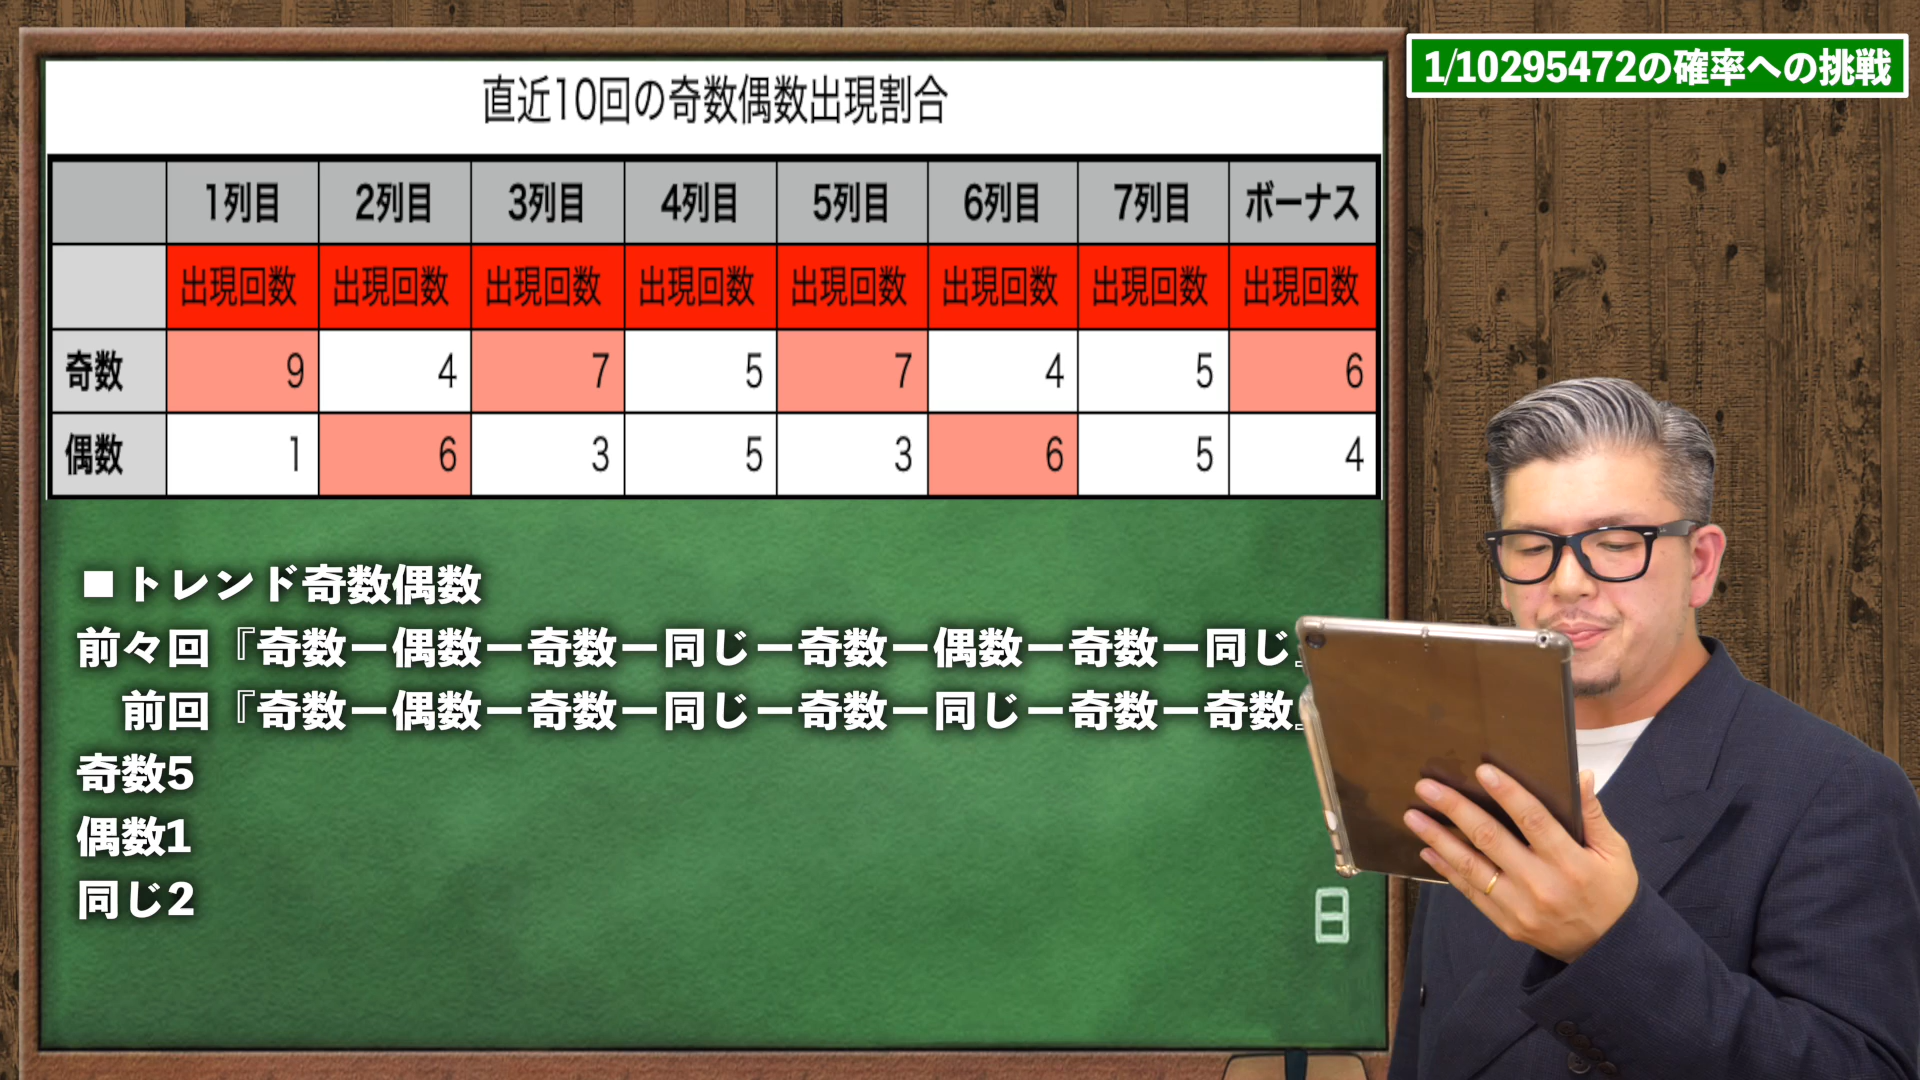 1/10295472の確率への挑戦
直近10回の奇数偶数出現割合
1列目 2列目 3列目 4列目 5列目 6列目 7列目 ボーナス
出現回数 出現回数 出現回数 出現回数 出現回数 出現回数 出現回数 出現回数
奇数 9 4 7 5 7 4 5 6
偶数 1 6 3 5 3 6 5 4
■トレンド奇数偶数
前々回『奇数ー偶数ー奇数ー同じー奇数ー偶数ー奇数ー同じ』
前回『奇数ー偶数ー奇数ー同じー奇数ー同じー奇数ー奇数』
奇数5
偶数1
同じ2
日